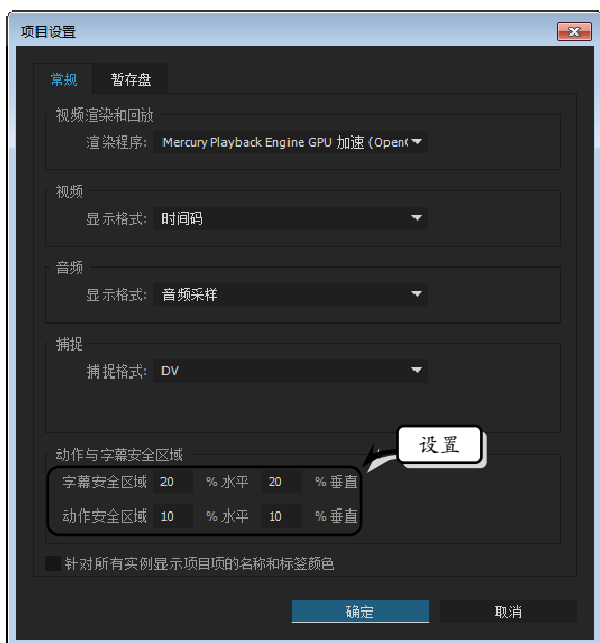 项目设置
常规 暂存盘
视频渲染和回放
渲染程序: Mercury Playback Engine GPU 加速 (Open
视频
显示格式: 时间码
音频
显示格式: 音频采样
捕捉
捕捉格式: DV
设置
动作与字幕安全区域
字幕安全区域 20 % 水平 20 % 垂直
动作安全区域 10 % 水平 10 % 垂直
针对所有实例显示项目项的名称和标签颜色
确定 取消